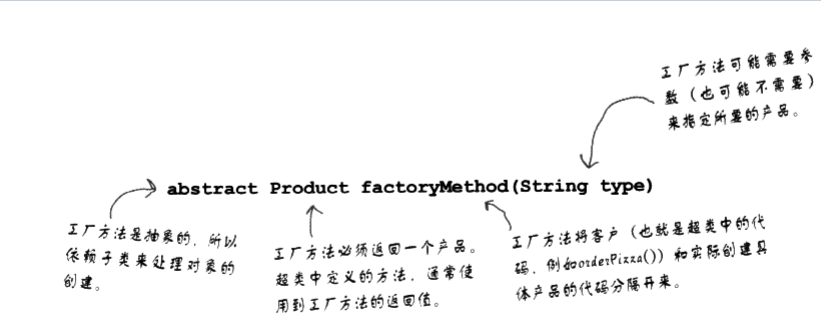 工厂方法可能需要参
数（也可能不需要）
来指定所要的产品。
abstract Product factoryMethod(String type)
工厂方法是抽象的，所以
依赖子类来处理对象的
创建。
工厂方法必须返回一个产品。
超类中定义的方法，通常使
用到工厂方法的返回值。
工厂方法将客户（也就是超类中的代
码，例如orderPizza()）和实际创建具
体产品的代码分隔开来。